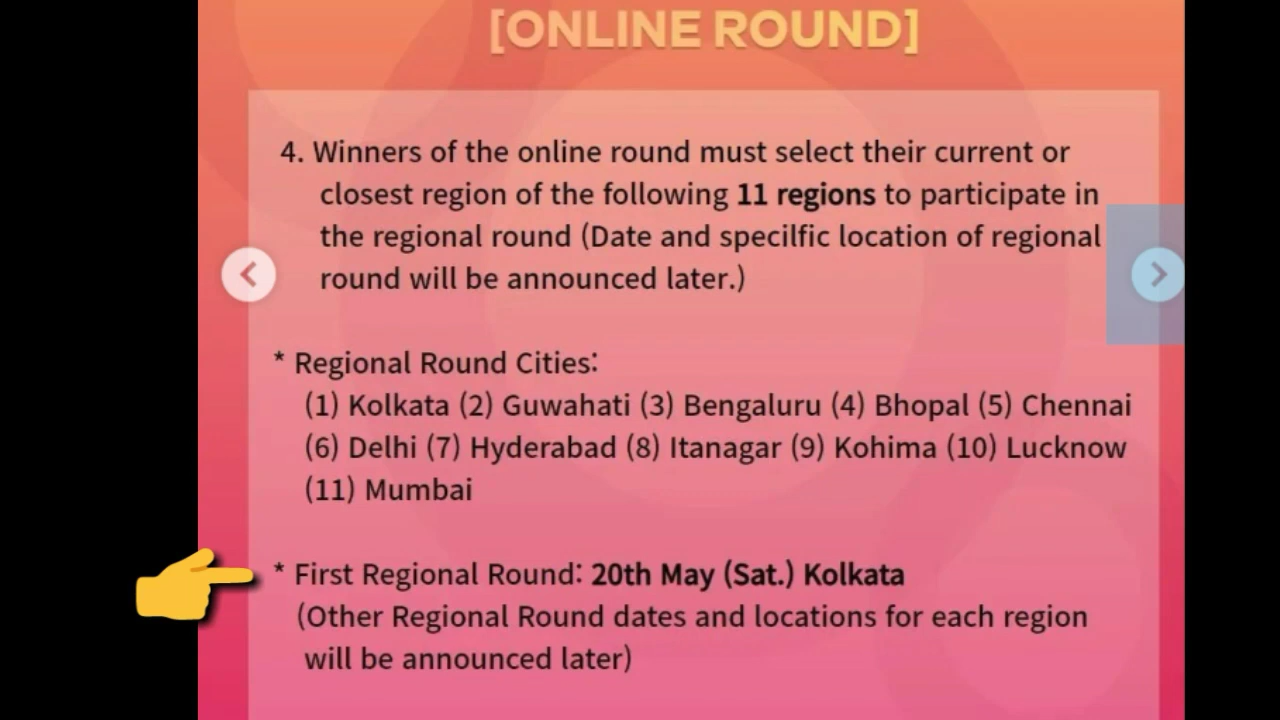 [ONLINE ROUND]
4. Winners of the online round must select their current or
closest region of the following 11 regions to participate in
the regional round (Date and specilfic location of regional
round will be announced later.)
* Regional Round Cities:
(1) Kolkata (2) Guwahati (3) Bengaluru (4) Bhopal (5) Chennai
(6) Delhi (7) Hyderabad (8) Itanagar (9) Kohima (10) Lucknow
(11) Mumbai
* First Regional Round: 20th May (Sat.) Kolkata
(Other Regional Round dates and locations for each region
will be announced later)